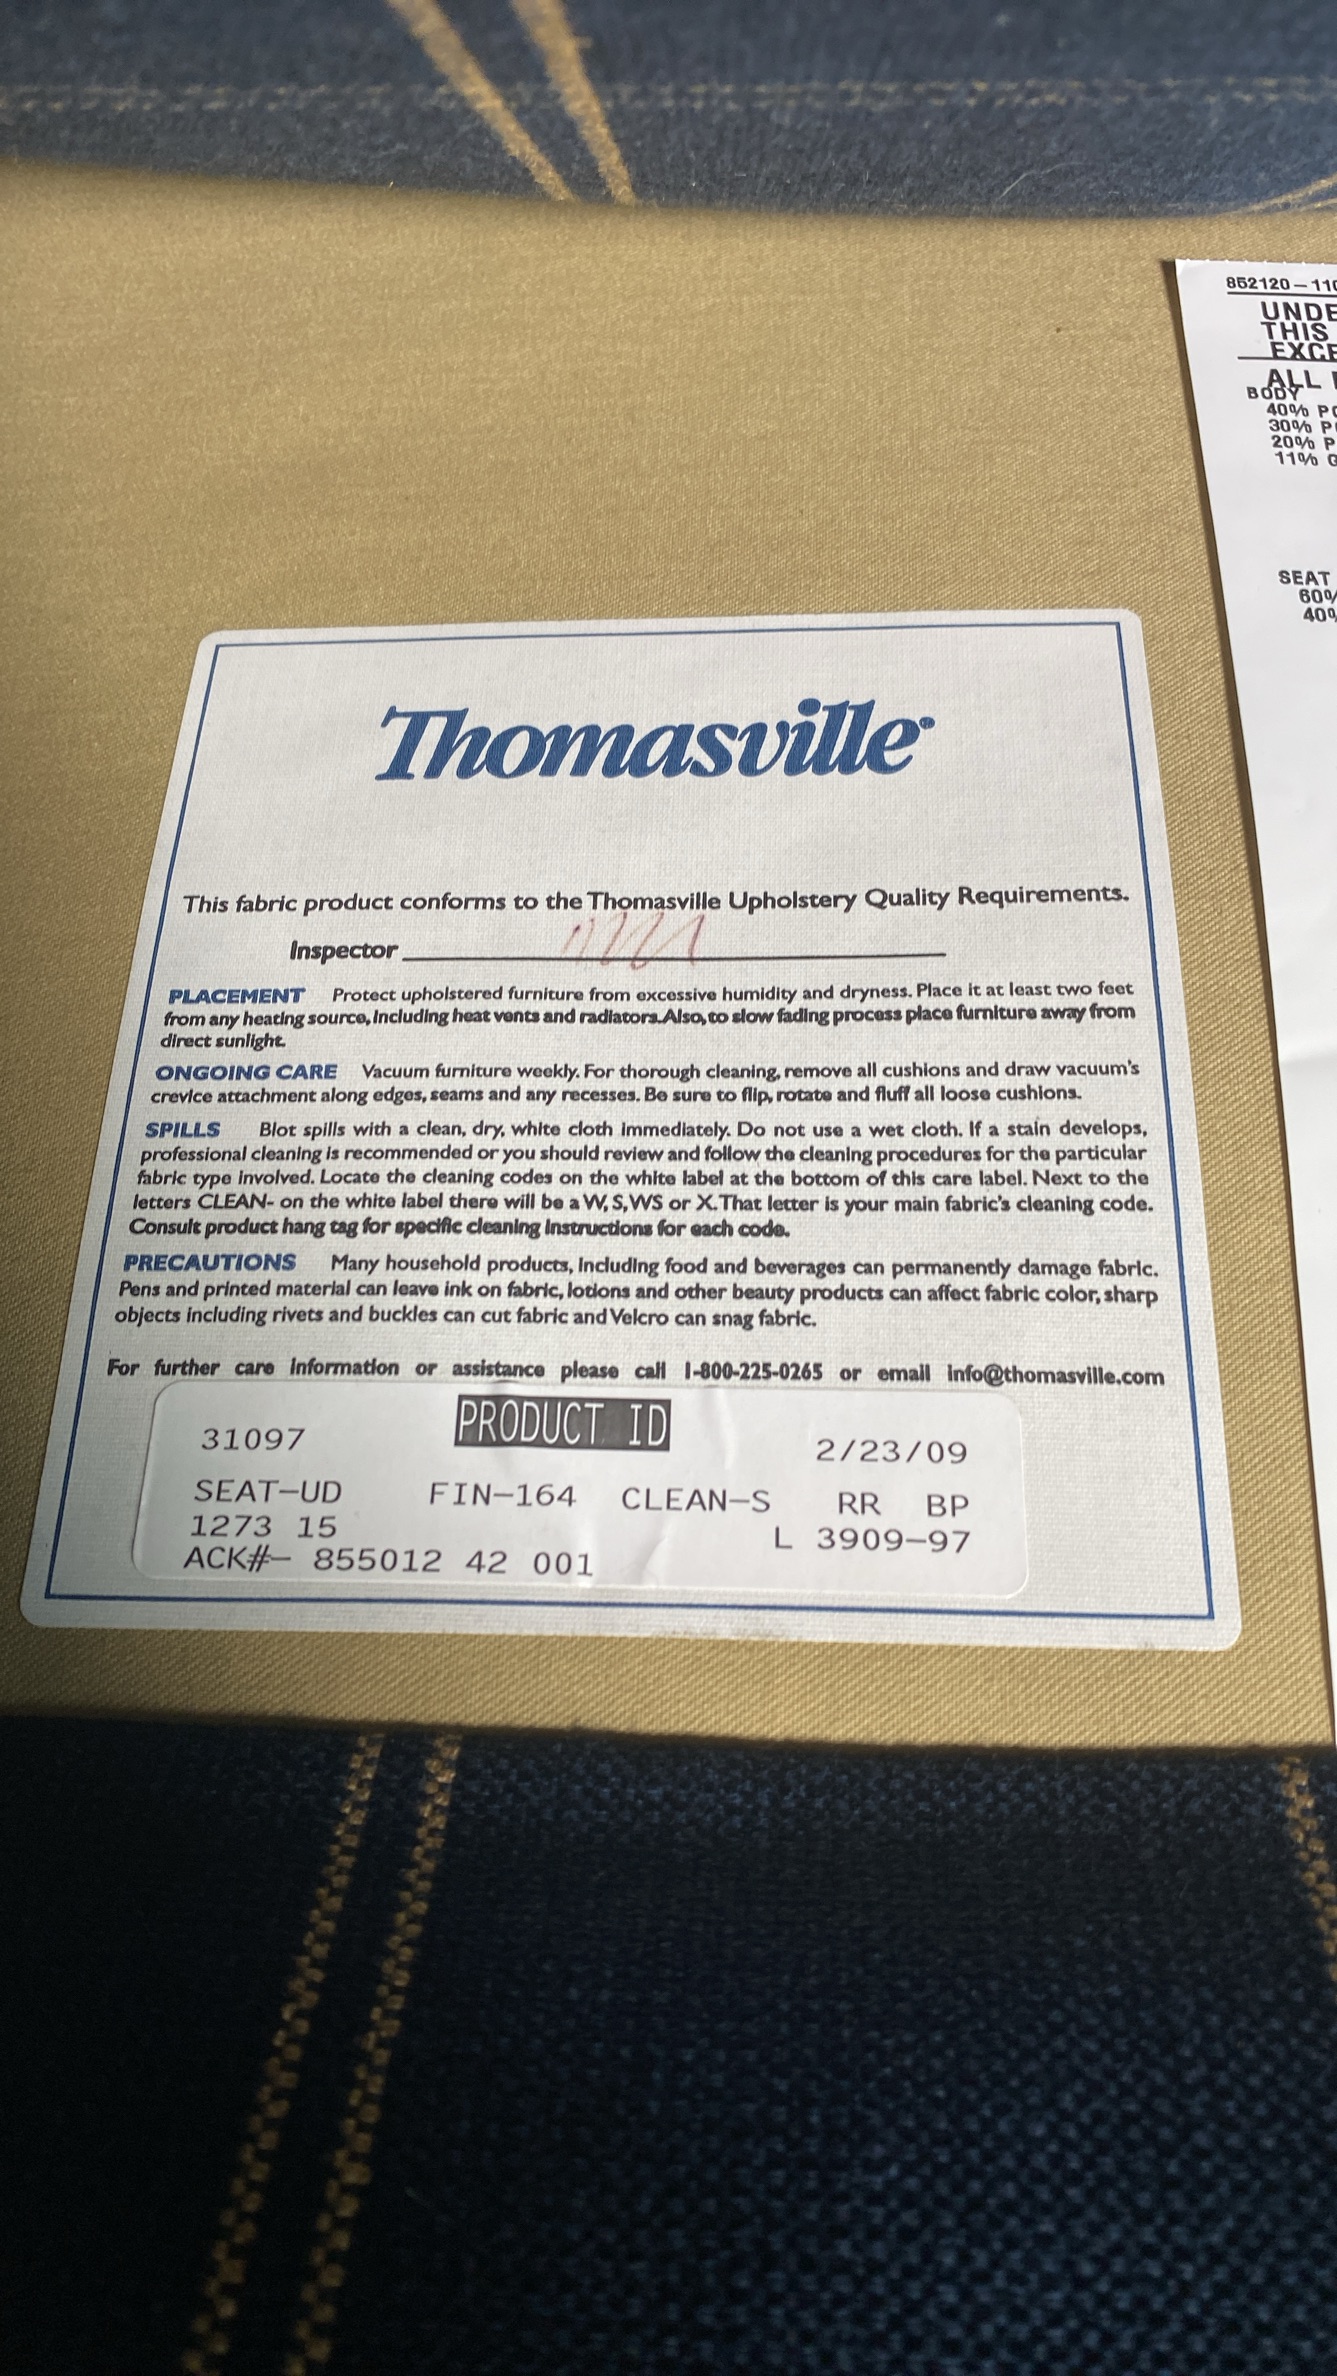 Thomasville®
This fabric product conforms to the Thomasville Upholstery Quality Requirements.
Inspector
PLACEMENT Protect upholstered furniture from excessive humidity and dryness. Place it at least two feet
from any heating source, including heat vents and radiators. Also, to slow fading process place furniture away from
direct sunlight.
ONGOING CARE Vacuum furniture weekly. For thorough cleaning, remove all cushions and draw vacuum's
crevice attachment along edges, seams and any recesses. Be sure to flip, rotate and fluff all loose cushions.
SPILLS Blot spills with a clean, dry, white cloth immediately. Do not use a wet cloth. If a stain develops,
professional cleaning is recommended or you should review and follow the cleaning procedures for the particular
fabric type involved. Locate the cleaning codes on the white label at the bottom of this care label. Next to the
letters CLEAN- on the white label there will be a W, S, WS or X. That letter is your main fabric's cleaning code.
Consult product hang tag for specific cleaning instructions for each code.
PRECAUTIONS Many household products, including food and beverages can permanently damage fabric.
Pens and printed material can leave ink on fabric, lotions and other beauty products can affect fabric color, sharp
objects including rivets and buckles can cut fabric and Velcro can snag fabric.
For further care information or assistance please call 1-800-225-0265 or email info@thomasville.com
31097 PRODUCT ID 2/23/09
SEAT-UD FIN-164 CLEAN-S RR BP
1273 15 L 3909-97
ACK#- 855012 42 001
852120-110
UNDE
THIS
EXCE
ALL
BODY
40% PO
30% P
20% P
11%
SEAT
60%
40%